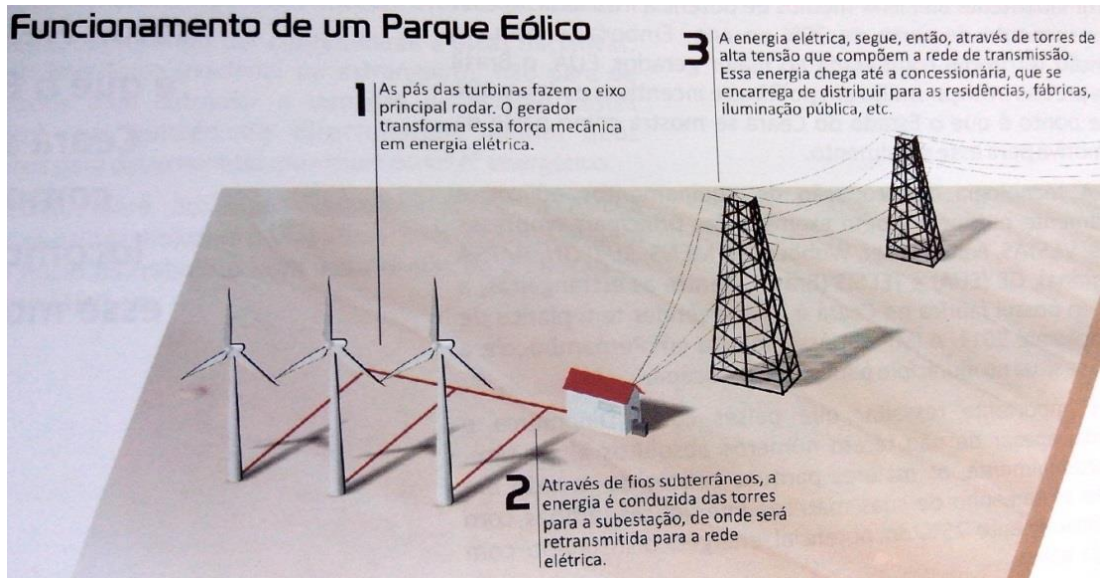 Funcionamento de um Parque Eólico
1
As pás das turbinas fazem o eixo
principal rodar. O gerador
transforma essa força mecânica
em energia elétrica.
2
Através de fios subterrâneos, a
energia é conduzida das torres
para a subestação, de onde será
retransmitida para a rede
elétrica.
3
A energia elétrica, segue, então, através de torres de
alta tensão que compõem a rede de transmissão.
Essa energia chega até a concessionária, que se
encarrega de distribuir para as residências, fábricas,
iluminação pública, etc.